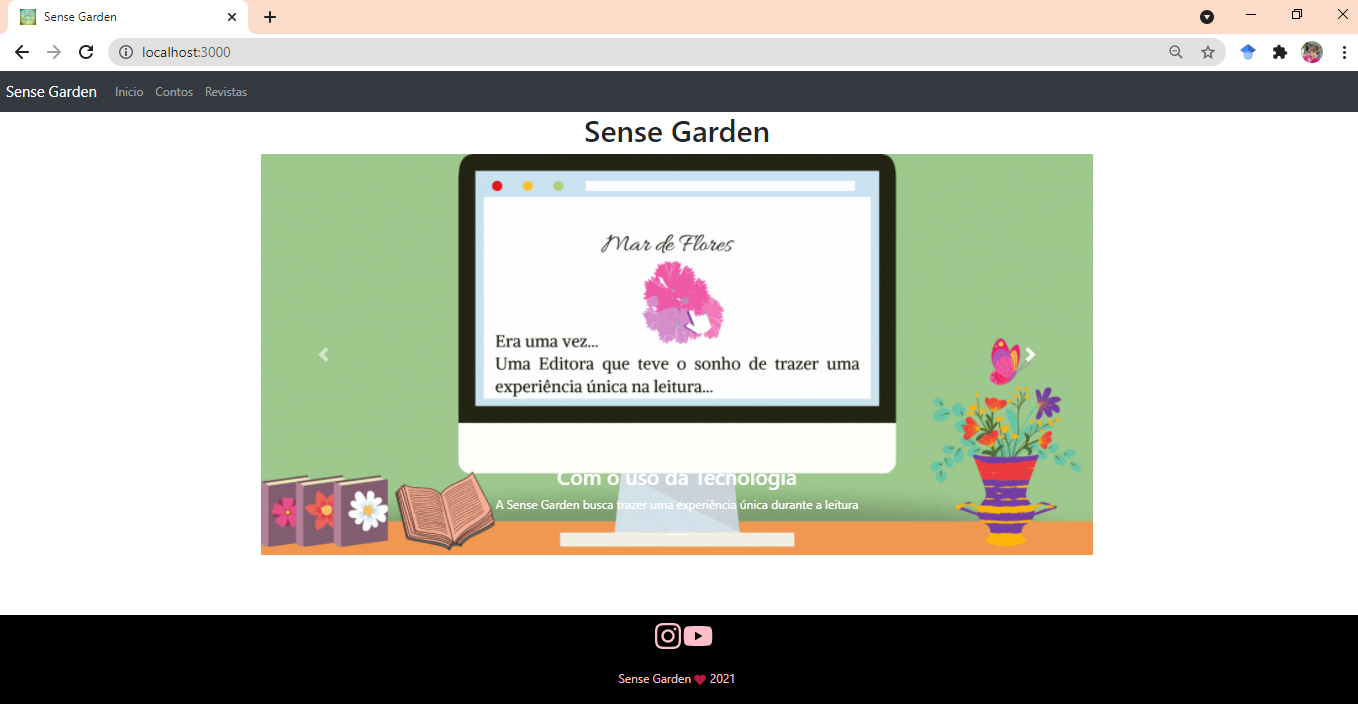 Sense Garden
localhost:3000
Sense Garden Inicio Contos Revistas
Sense Garden
Mar de Flores
Era uma vez...
Uma Editora que teve o sonho de trazer uma
experiência única na leitura...
Com o uso da Tecnologia
A Sense Garden busca trazer uma experiência única durante a leitura
Sense Garden 2021